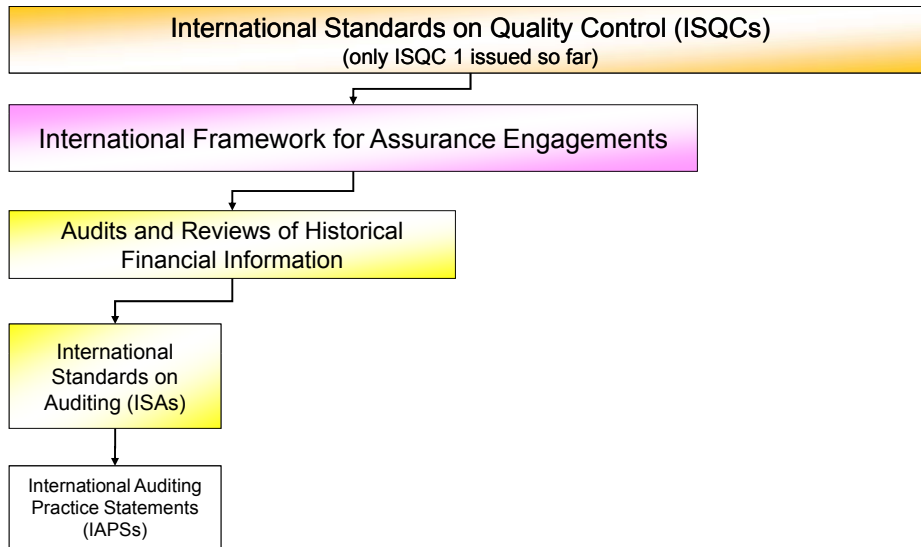 International Standards on Quality Control (ISQCs)
(only ISQC 1 issued so far)
International Framework for Assurance Engagements
Audits and Reviews of Historical
Financial Information
International
Standards on
Auditing (ISAs)
International Auditing
Practice Statements
(IAPSs)